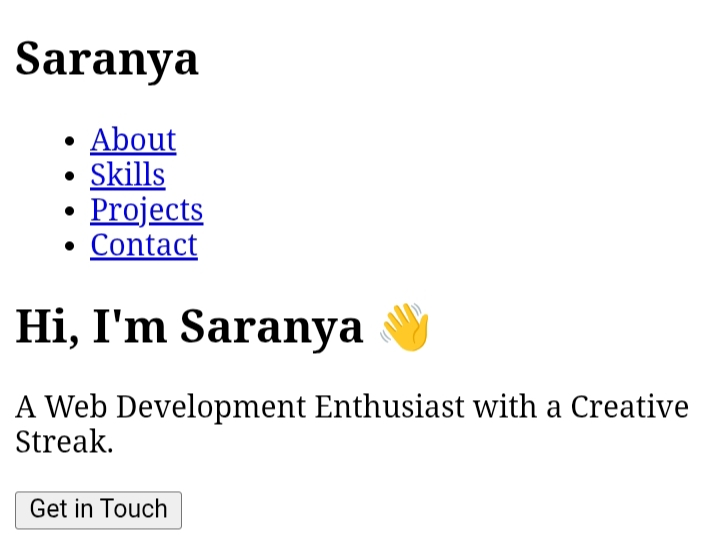 Saranya
• About
• Skills
• Projects
• Contact
Hi, I'm Saranya 👋
A Web Development Enthusiast with a Creative
Streak.
Get in Touch